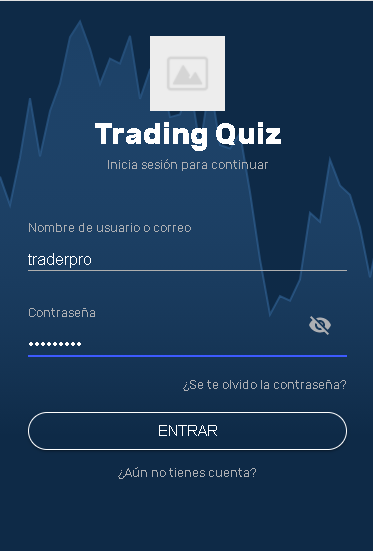 Trading Quiz
Inicia sesión para continuar
Nombre de usuario o correo
traderpro
Contraseña
•••••••••
¿Se te olvido la contraseña?
ENTRAR
¿Aún no tienes cuenta?